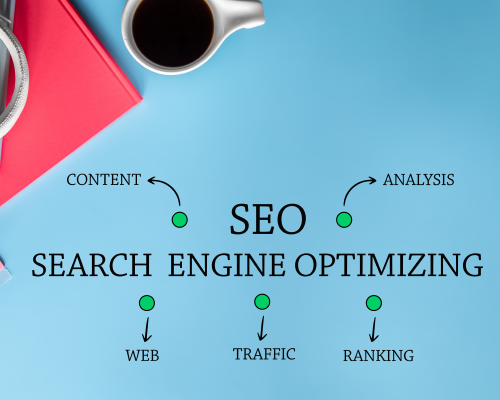 CONTENT
ANALYSIS
SEO
SEARCH ENGINE OPTIMIZING
WEB
TRAFFIC
RANKING